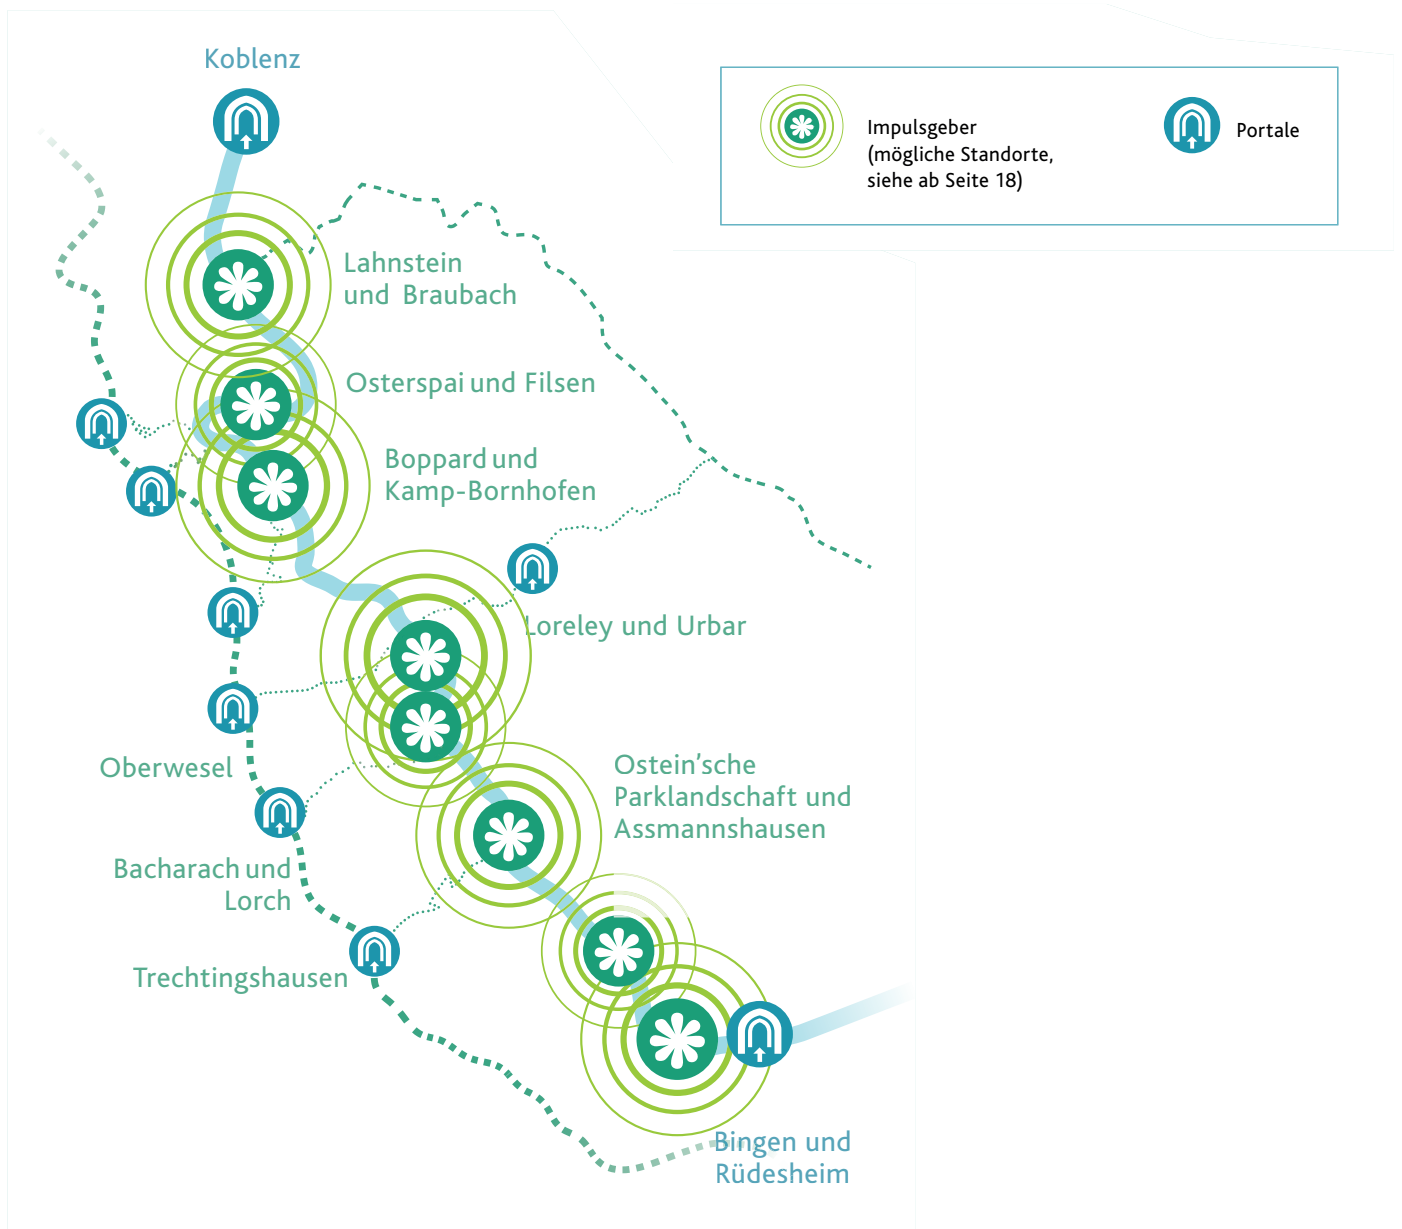 Koblenz
Impulsgeber
(mögliche Standorte,
siehe ab Seite 18)
Portale
Lahnstein
und Braubach
Osterspai und Filsen
Boppard und
Kamp-Bornhofen
Loreley und Urbar
Oberwesel
Ostein’sche
Parklandschaft und
Assmannshausen
Bacharach und
Lorch
Trechtingshausen
Bingen und
Rüdesheim